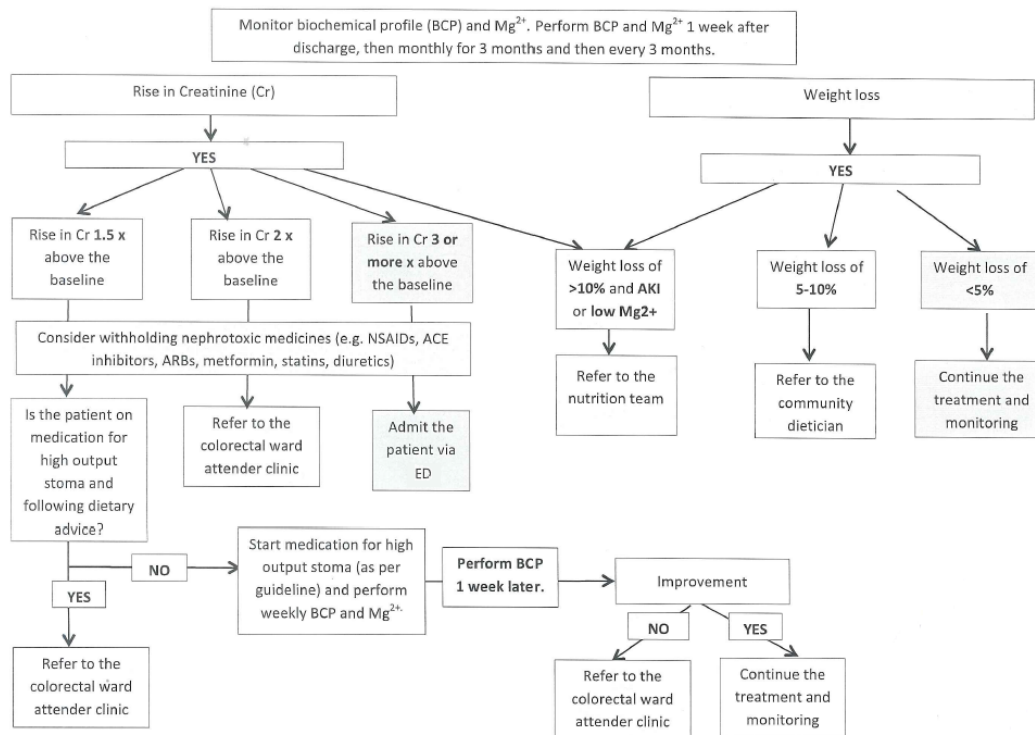 Monitor biochemical profile (BCP) and Mg²⁺. Perform BCP and Mg²⁺ 1 week after
discharge, then monthly for 3 months and then every 3 months.
Rise in Creatinine (Cr)
Weight loss
YES
YES
Rise in Cr 1.5 x
above the
baseline
Rise in Cr 2 x
above the
baseline
Rise in Cr 3 or
more x above
the baseline
Weight loss of
>10% and AKI
or low Mg2+
Weight loss of
5-10%
Weight loss of
<5%
Consider withholding nephrotoxic medicines (e.g. NSAIDs, ACE
inhibitors, ARBs, metformin, statins, diuretics)
Is the patient on
medication for
high output
stoma and
following dietary
advice?
Refer to the
colorectal ward
attender clinic
Admit the
patient via
ED
Refer to the
nutrition team
Refer to the
community
dietician
Continue the
treatment and
monitoring
NO
YES
Start medication for high
output stoma (as per
guideline) and perform
weekly BCP and Mg²⁺.
Perform BCP
1 week later.
Improvement
NO
YES
Refer to the
colorectal ward
attender clinic
Refer to the
colorectal ward
attender clinic
Continue the
treatment and
monitoring